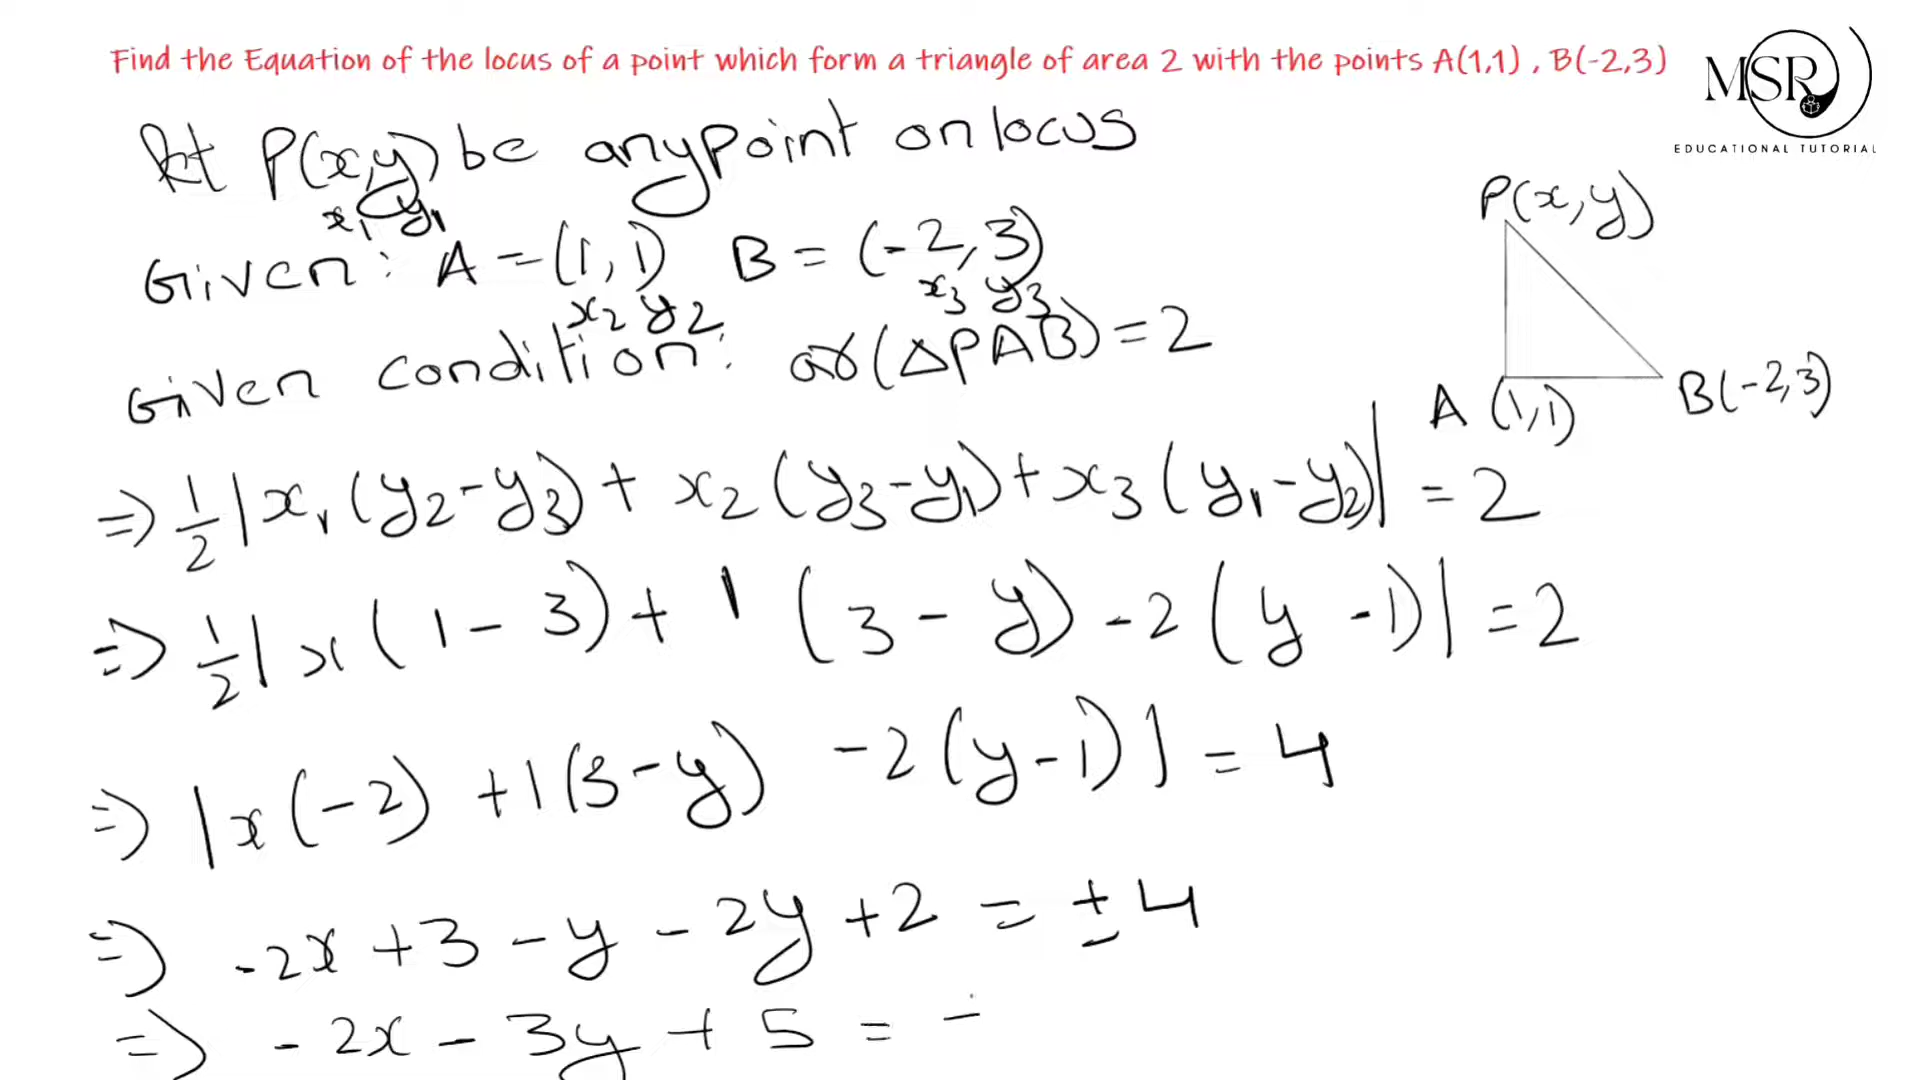 Find the Equation of the locus of a point which form a triangle of area 2 with the points A(1,1) , B(-2,3)
MSR
EDUCATIONAL TUTORIAL
let P(x,y) be any point on locus
x₁ y₁
P(x,y)
Given: A = (1,1) B = (-2,3)
x₂ y₂ x₃ y₃
Given condition: ar(△PAB) = 2
A (1,1) B(-2,3)
⇒ 1/2 |x₁(y₂-y₃) + x₂(y₃-y₁) + x₃(y₁-y₂)| = 2
⇒ 1/2 |x(1-3) + 1 (3-y) -2(y-1)| = 2
⇒ |x(-2) +1(3-y) -2(y-1)| = 4
⇒ -2x +3 -y -2y +2 = ±4
⇒ -2x -3y +5 =